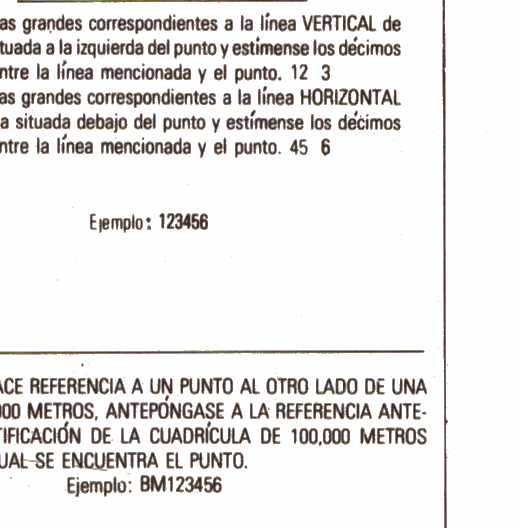 as grandes correspondientes a la línea VERTICAL de
tuada a la izquierda del punto y estímense los décimos
ntre la línea mencionada y el punto. 12 3
as grandes correspondientes a la línea HORIZONTAL
a situada debajo del punto y estímense los décimos
ntre la línea mencionada y el punto. 45 6
Ejemplo: 123456
ACE REFERENCIA A UN PUNTO AL OTRO LADO DE UNA
000 METROS, ANTEPÓNGASE A LA REFERENCIA ANTE-
TIFICACIÓN DE LA CUADRÍCULA DE 100,000 METROS
UAL SE ENCUENTRA EL PUNTO.
Ejemplo: BM123456